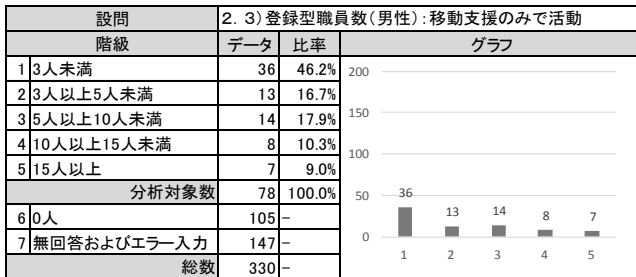 設問 2．3）登録型職員数（男性）：移動支援のみで活動
階級 データ 比率 グラフ
1 3人未満 36 46.2%
2 3人以上5人未満 13 16.7%
3 5人以上10人未満 14 17.9%
4 10人以上15人未満 8 10.3%
5 15人以上 7 9.0%
分析対象数 78 100.0%
6 0人 105 －
7 無回答およびエラー入力 147 －
総数 330 －
200
150
100
50
0
36 13 14 8 7
1 2 3 4 5